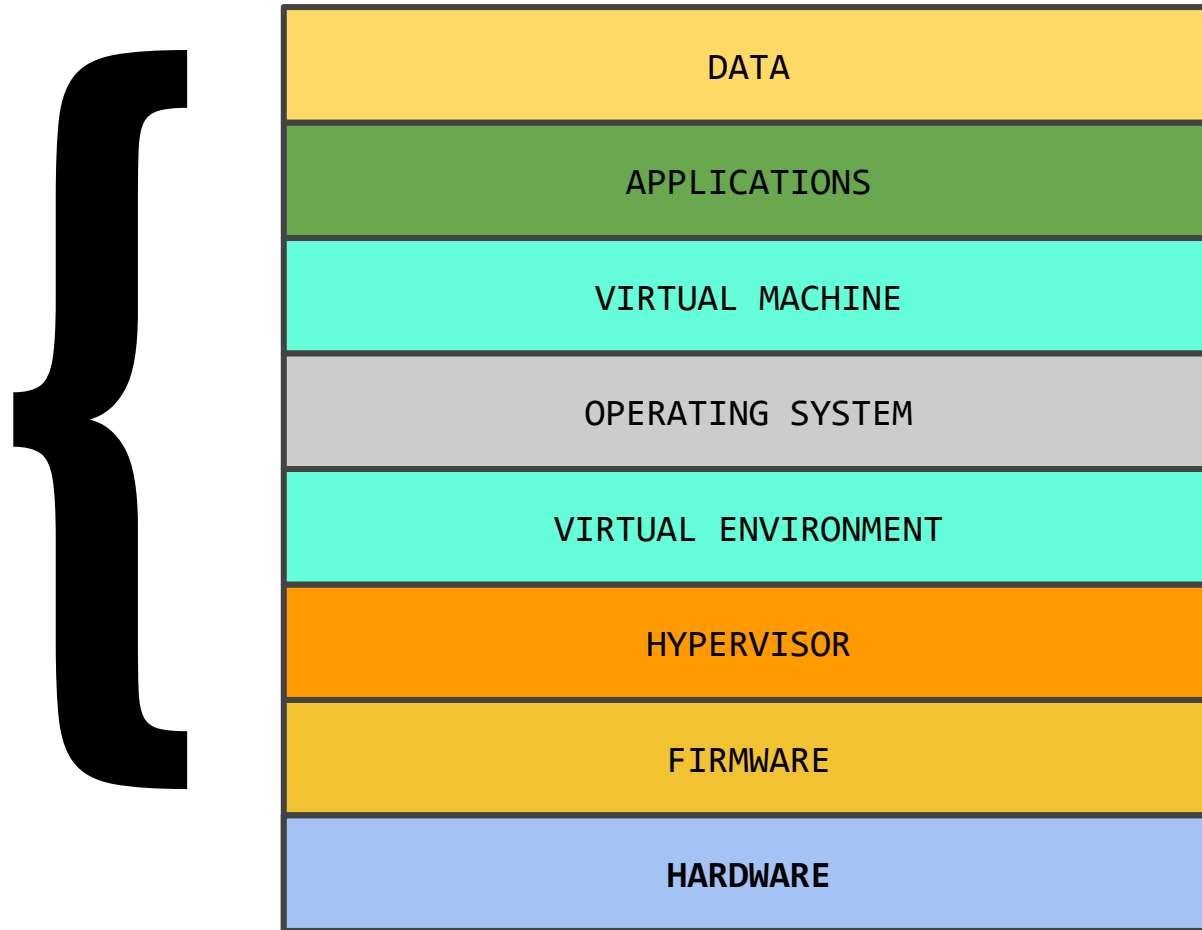 DATA
APPLICATIONS
VIRTUAL MACHINE
OPERATING SYSTEM
VIRTUAL ENVIRONMENT
HYPERVISOR
FIRMWARE
HARDWARE